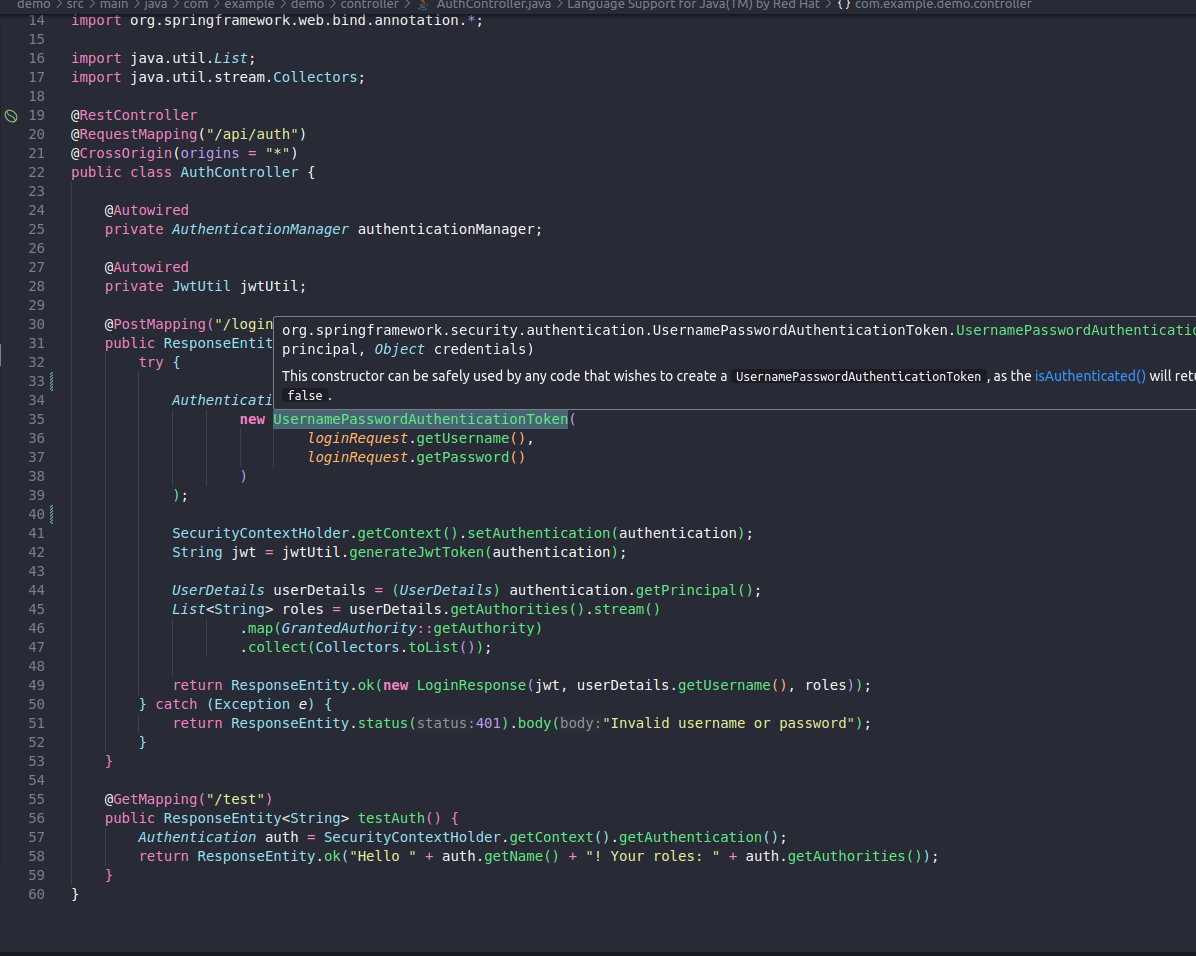 demo > src > main > java > com > example > demo > controller > AuthController.java > Language Support for Java(TM) by Red Hat > {} com.example.demo.controller
14 import org.springframework.web.bind.annotation.*;
15
16 import java.util.List;
17 import java.util.stream.Collectors;
18
19 @RestController
20 @RequestMapping("/api/auth")
21 @CrossOrigin(origins = "*")
22 public class AuthController {
23
24 @Autowired
25 private AuthenticationManager authenticationManager;
26
27 @Autowired
28 private JwtUtil jwtUtil;
29
30 @PostMapping("/login
org.springframework.security.authentication.UsernamePasswordAuthenticationToken.UsernamePasswordAuthenticatio
31 public ResponseEntit
principal, Object credentials)
32 try {
This constructor can be safely used by any code that wishes to create a UsernamePasswordAuthenticationToken, as the isAuthenticated() will retu
33
false.
34 Authenticati
35 new UsernamePasswordAuthenticationToken(
36 loginRequest.getUsername(),
37 loginRequest.getPassword()
38 )
39 );
40
41 SecurityContextHolder.getContext().setAuthentication(authentication);
42 String jwt = jwtUtil.generateJwtToken(authentication);
43
44 UserDetails userDetails = (UserDetails) authentication.getPrincipal();
45 List<String> roles = userDetails.getAuthorities().stream()
46 .map(GrantedAuthority::getAuthority)
47 .collect(Collectors.toList());
48
49 return ResponseEntity.ok(new LoginResponse(jwt, userDetails.getUsername(), roles));
50 } catch (Exception e) {
51 return ResponseEntity.status(status:401).body(body:"Invalid username or password");
52 }
53 }
54
55 @GetMapping("/test")
56 public ResponseEntity<String> testAuth() {
57 Authentication auth = SecurityContextHolder.getContext().getAuthentication();
58 return ResponseEntity.ok("Hello " + auth.getName() + "! Your roles: " + auth.getAuthorities());
59 }
60 }